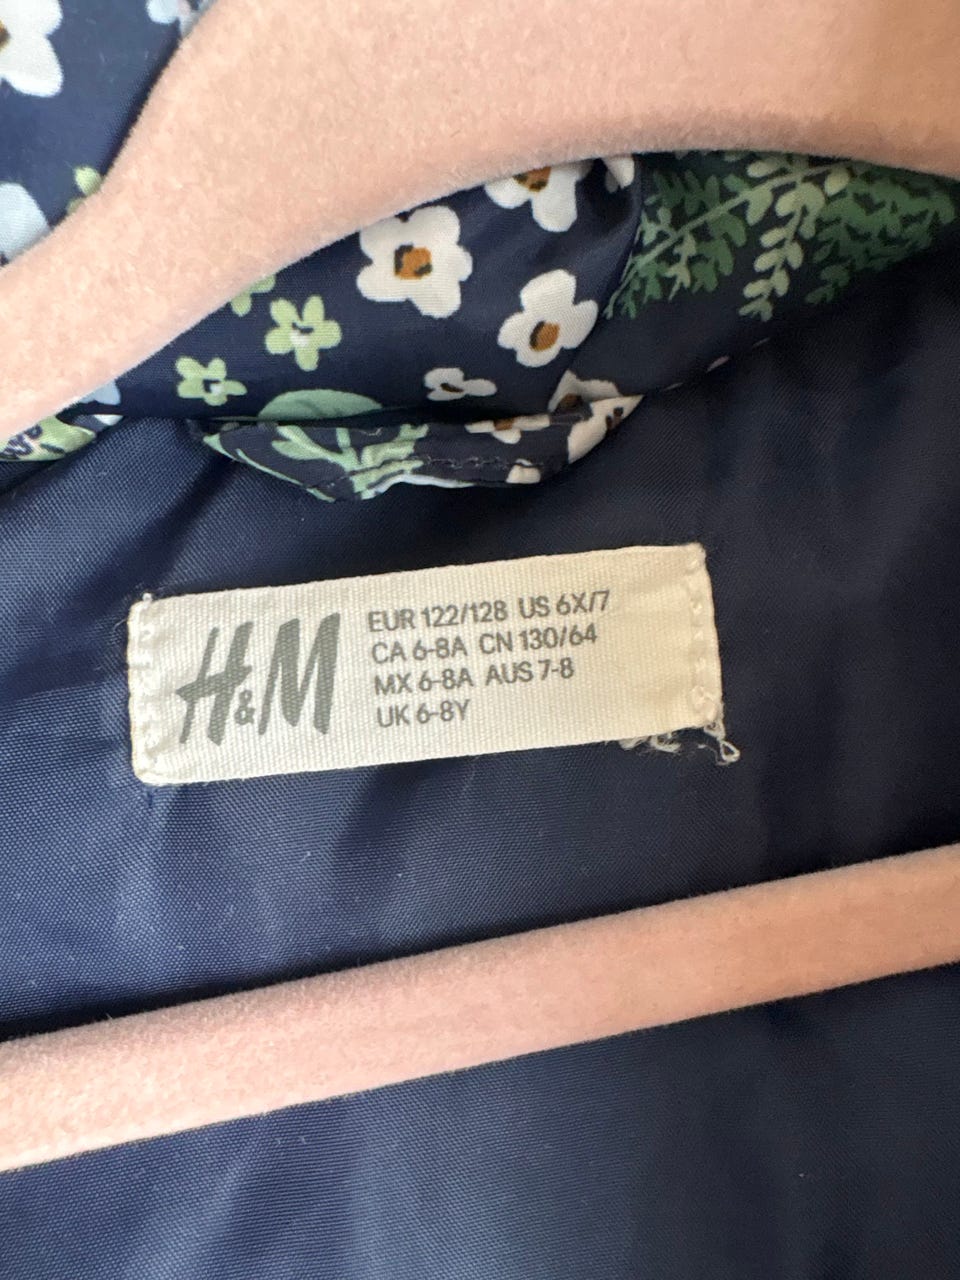 H&M
EUR 122/128 US 6X/7
CA 6-8A CN 130/64
MX 6-8A AUS 7-8
UK 6-8Y